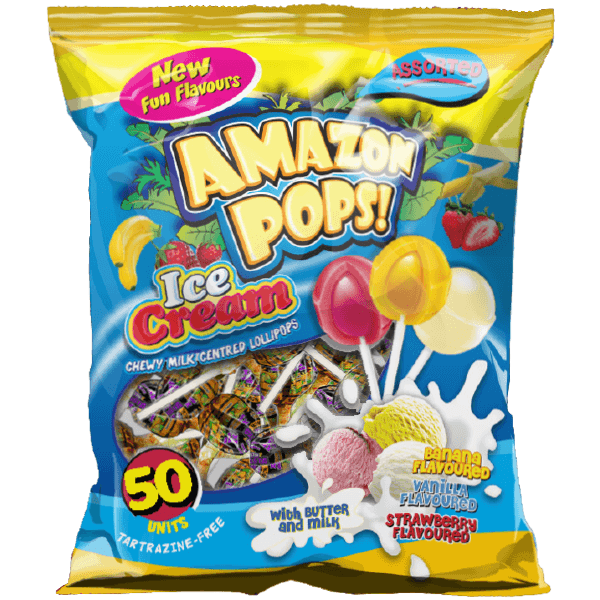 New
Fun Flavours
ASSORTED
AMAZON
POPS!
Ice
Cream
CHEWY MILK CENTRED LOLLIPOPS
50
UNITS
TARTRAZINE-FREE
with BUTTER
and MILK
BANANA
FLAVOURED
VANILLA
FLAVOURED
STRAWBERRY
FLAVOURED